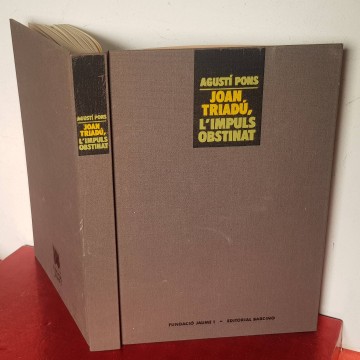 AGUSTÍ PONS
JOAN
TRIADÚ,
L'IMPULS
OBSTINAT
AGUSTÍ PONS
JOAN
TRIADÚ,
L'IMPULS
OBSTINAT
FUNDACIÓ JAUME I - EDITORIAL BARCINO